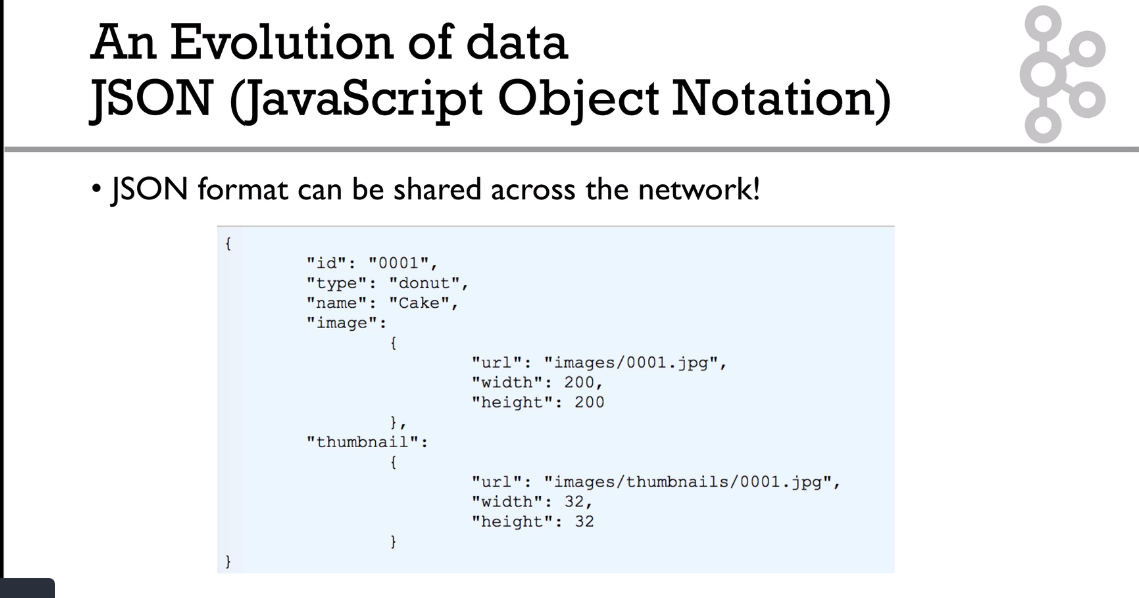 An Evolution of data
JSON (JavaScript Object Notation)
• JSON format can be shared across the network!
{
"id": "0001",
"type": "donut",
"name": "Cake",
"image":
{
"url": "images/0001.jpg",
"width": 200,
"height": 200
},
"thumbnail":
{
"url": "images/thumbnails/0001.jpg",
"width": 32,
"height": 32
}
}